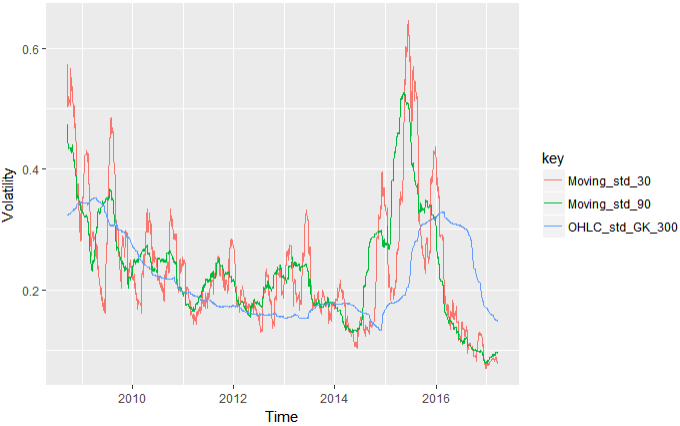 0.6
0.4
0.2
Volatility
2010 2012 2014 2016
Time
key
Moving_std_30
Moving_std_90
OHLC_std_GK_300